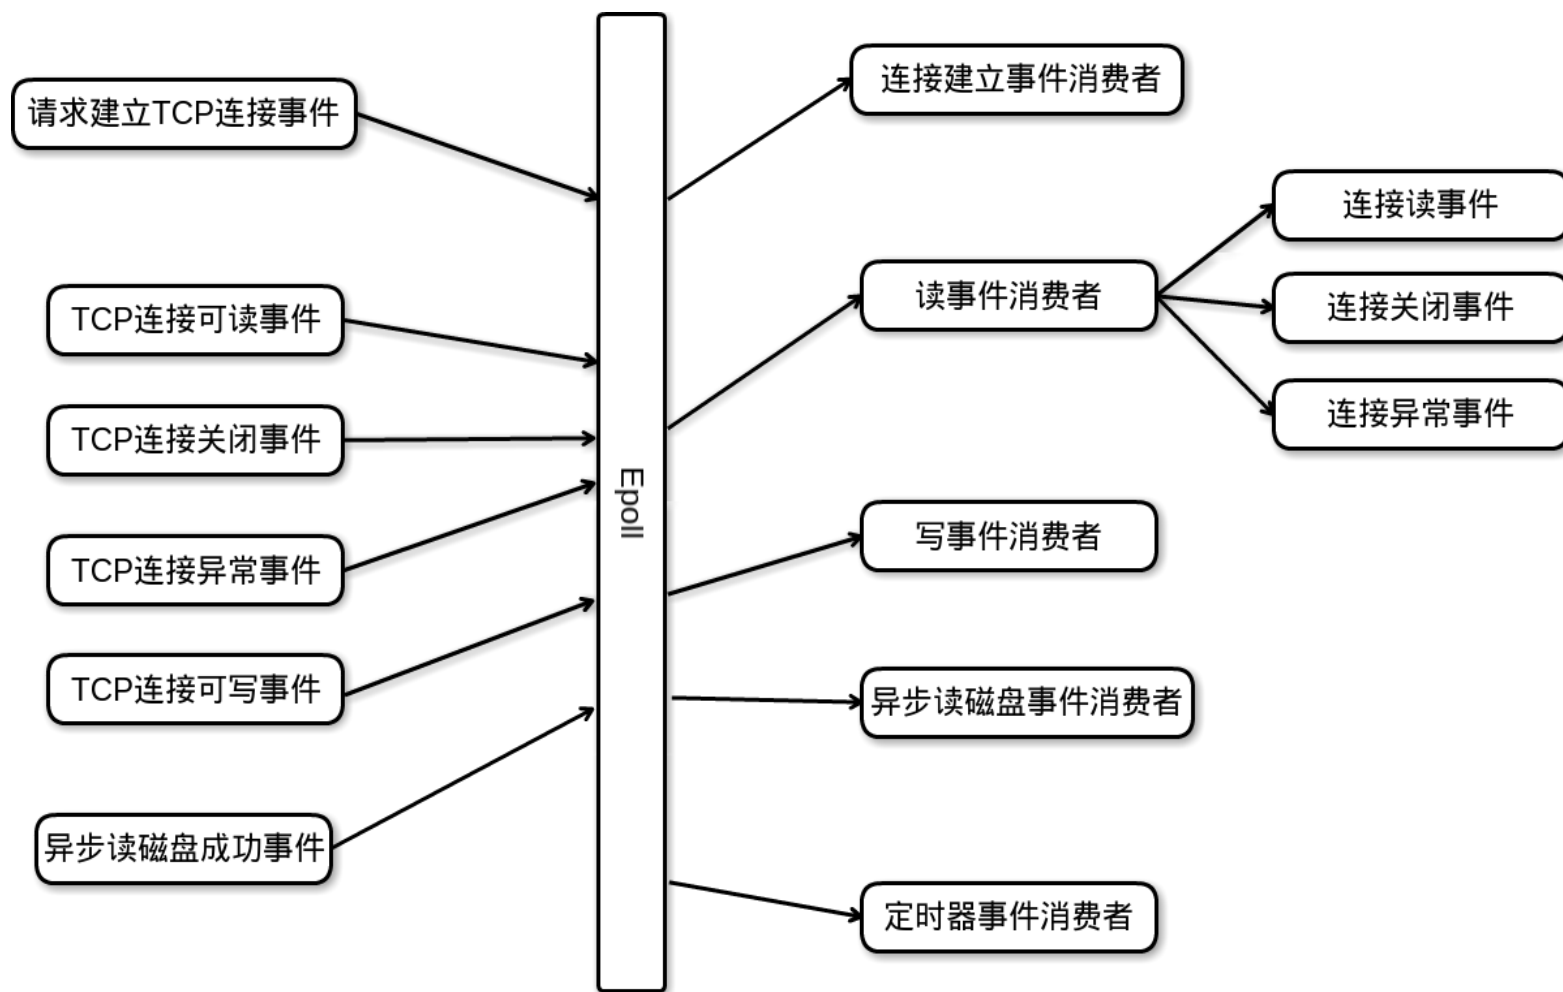 请求建立TCP连接事件
TCP连接可读事件
TCP连接关闭事件
TCP连接异常事件
TCP连接可写事件
异步读磁盘成功事件
Epoll
连接建立事件消费者
读事件消费者
连接读事件
连接关闭事件
连接异常事件
写事件消费者
异步读磁盘事件消费者
定时器事件消费者